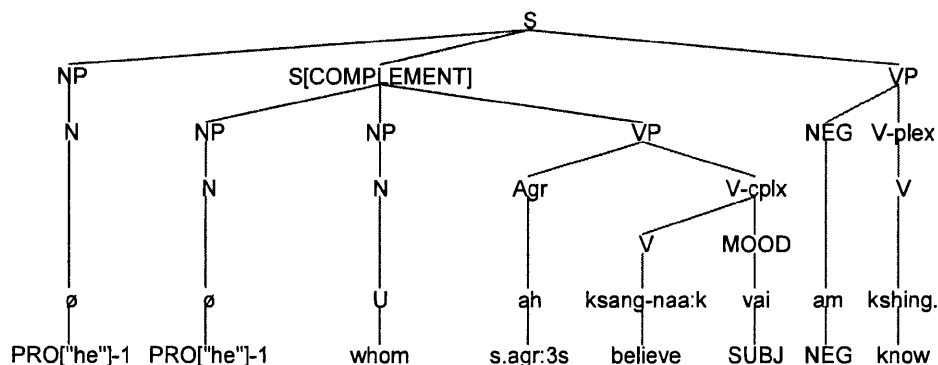 S
NP S[COMPLEMENT] VP
N NP NP VP NEG V-plex
N N Agr V-cplx V
V MOOD
ø ø U ah ksang-naa:k vai am kshing.
PRO["he"]-1 PRO["he"]-1 whom s.agr:3s believe SUBJ NEG know